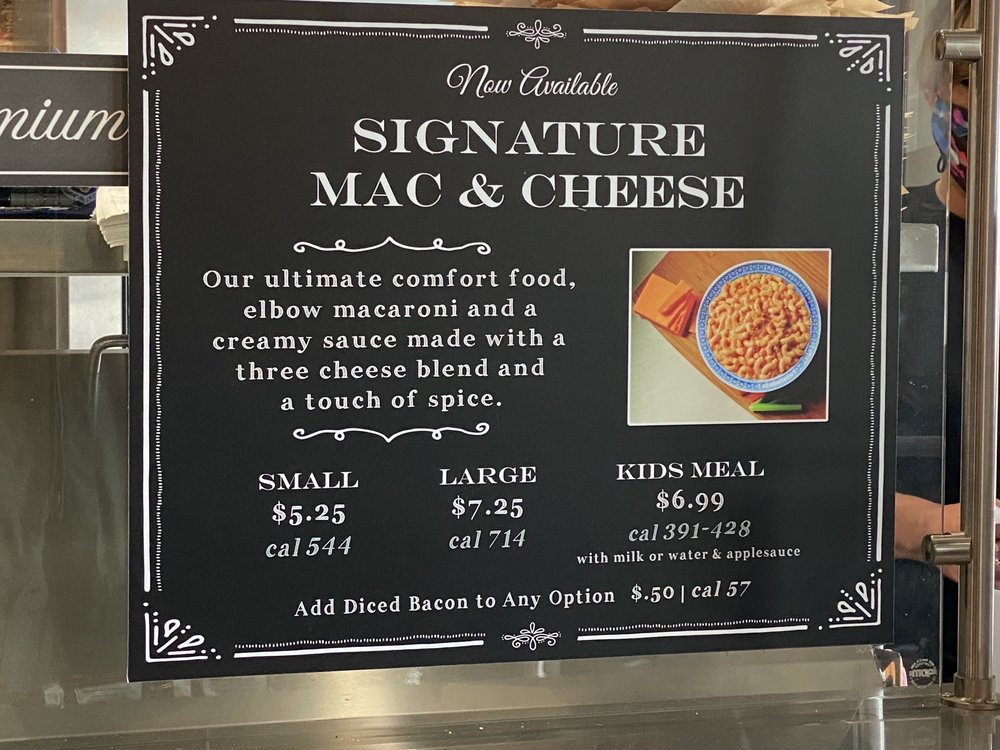 nium
Now Available
SIGNATURE
MAC & CHEESE
Our ultimate comfort food,
elbow macaroni and a
creamy sauce made with a
three cheese blend and
a touch of spice.
SMALL
$5.25
cal 544
LARGE
$7.25
cal 714
KIDS MEAL
$6.99
cal 391-428
with milk or water & applesauce
Add Diced Bacon to Any Option $.50 | cal 57